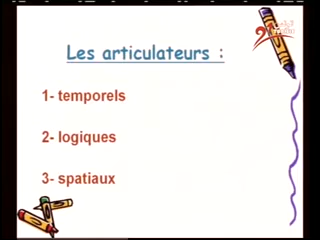 Les articulateurs :
1- temporels
2- logiques
3- spatiaux